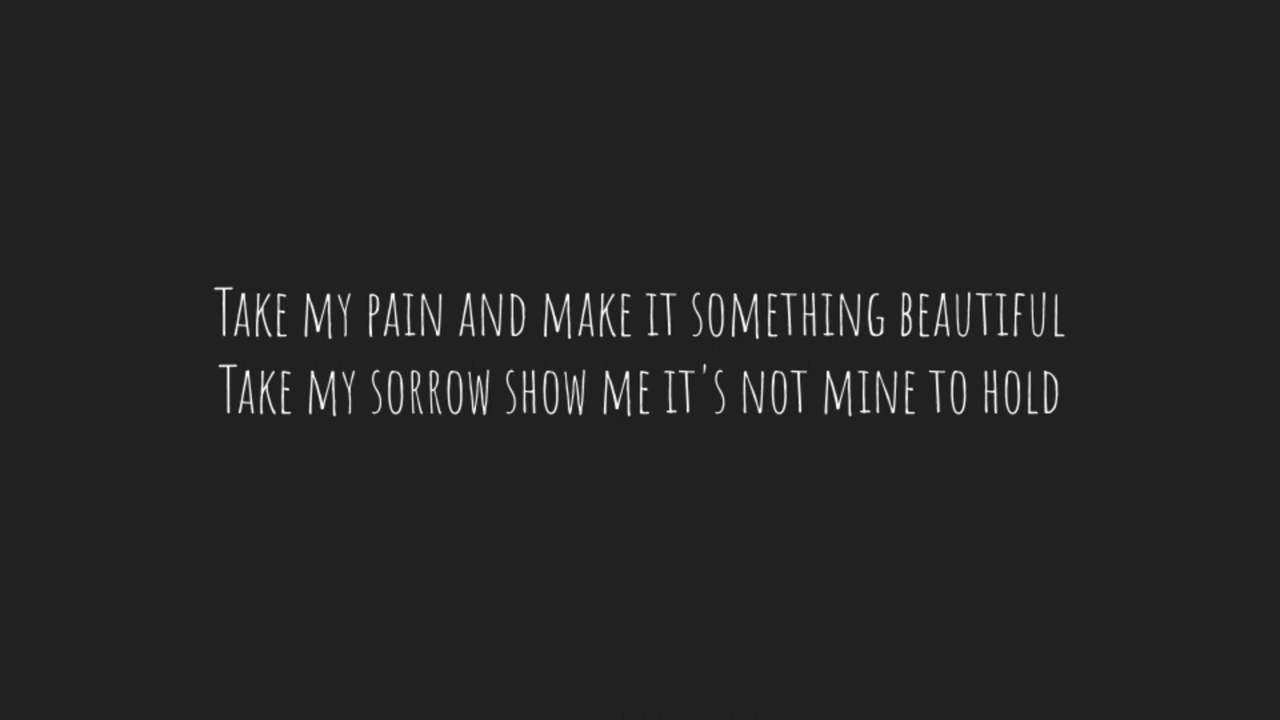 Take my pain and make it something beautiful
Take my sorrow show me it's not mine to hold